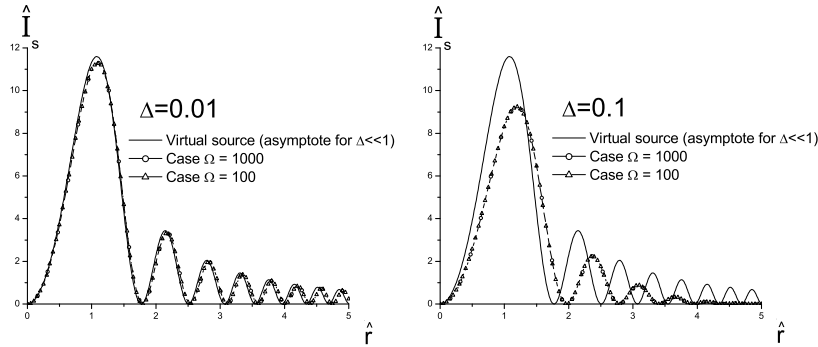 Î s
12
10
8
6
4
2
0
0 1 2 3 4 5
r̂
Δ=0.01
Virtual source (asymptote for Δ<<1)
Case Ω = 1000
Case Ω = 100
Î s
12
10
8
6
4
2
0
0 1 2 3 4 5
r̂
Δ=0.1
Virtual source (asymptote for Δ<<1)
Case Ω = 1000
Case Ω = 100